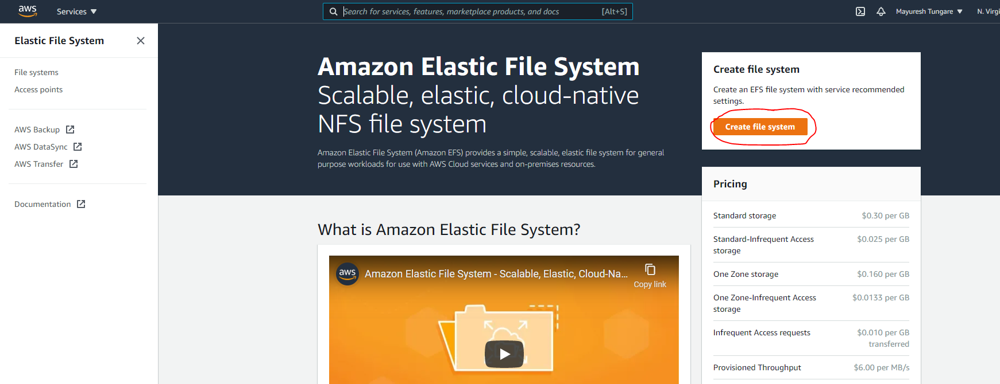 aws
Services
Search for services, features, marketplace products, and docs
[Alt+S]
Mayuresh Tungare
N. Virgi
Elastic File System
File systems
Access points
AWS Backup
AWS DataSync
AWS Transfer
Documentation
Amazon Elastic File System
Scalable, elastic, cloud-native
NFS file system
Amazon Elastic File System (Amazon EFS) provides a simple, scalable, elastic file system for general
purpose workloads for use with AWS Cloud services and on-premises resources.
What is Amazon Elastic File System?
aws
Amazon Elastic File System - Scalable, Elastic, Cloud-Na...
Copy link
Create file system
Create an EFS file system with service recommended
settings.
Create file system
Pricing
Standard storage $0.30 per GB
Standard-Infrequent Access $0.025 per GB
storage
One Zone storage $0.160 per GB
One Zone-Infrequent Access $0.0133 per GB
storage
Infrequent Access requests $0.010 per GB
transferred
Provisioned Throughput $6.00 per MB/s